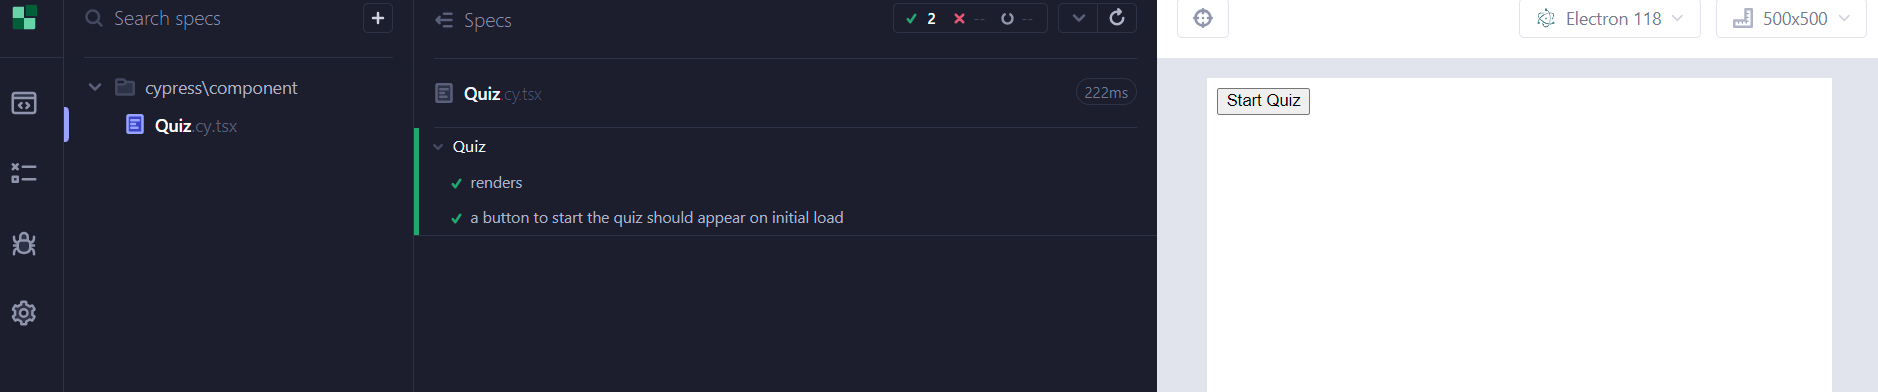 Search specs
+
cypress\component
Quiz.cy.tsx
Specs
2 -- --
Quiz.cy.tsx
222ms
Quiz
renders
a button to start the quiz should appear on initial load
Electron 118
500x500
Start Quiz